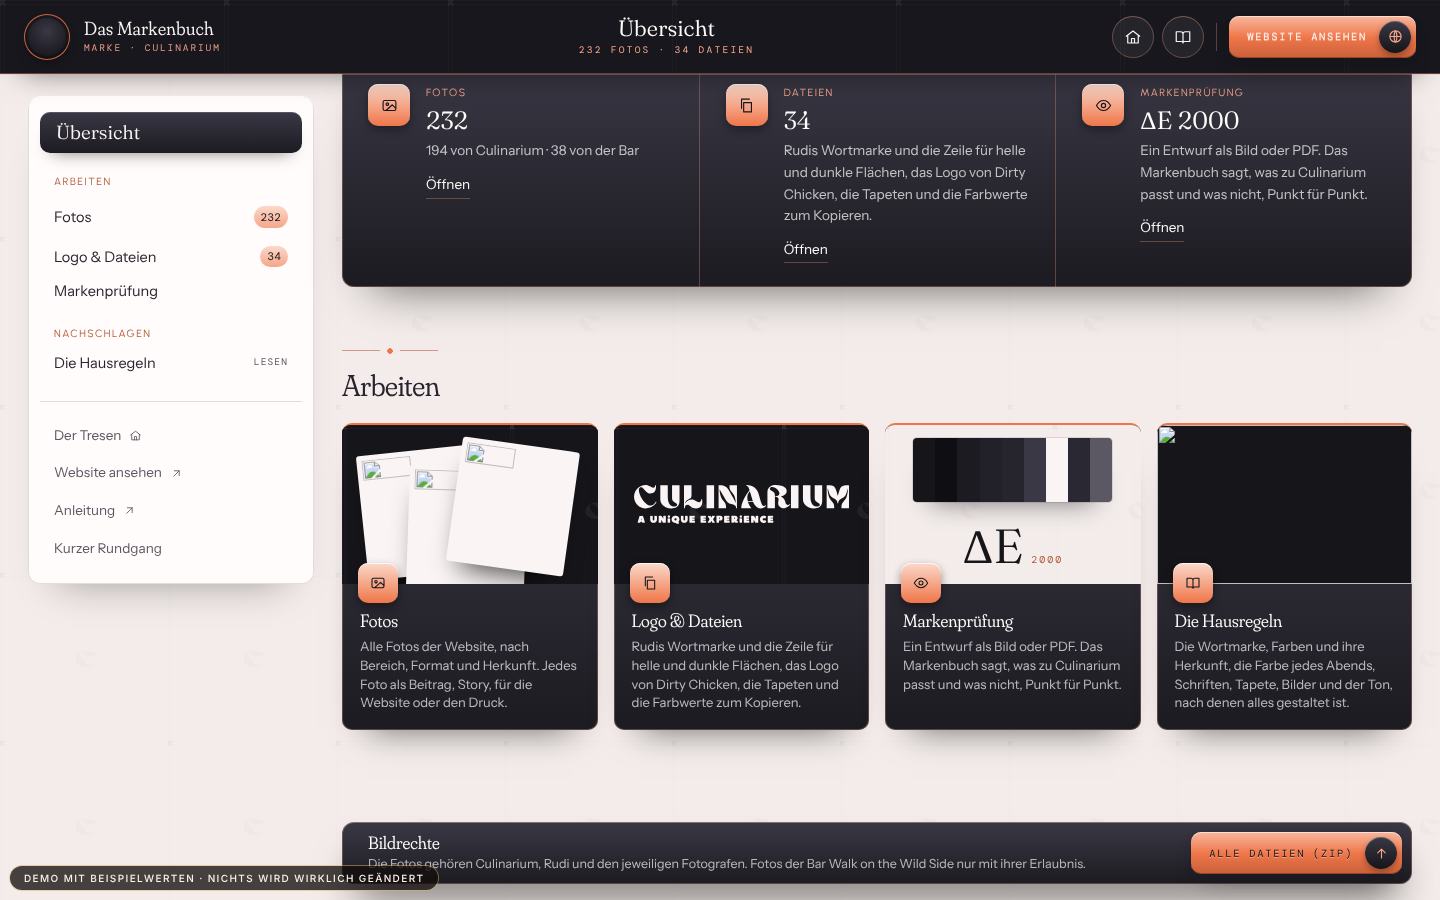 Das Markenbuch
MARKE · CULINARIUM
Übersicht
232 FOTOS · 34 DATEIEN
WEBSITE ANSEHEN
Übersicht
ARBEITEN
Fotos
232
Logo & Dateien
34
Markenprüfung
NACHSCHLAGEN
Die Hausregeln
LESEN
Der Tresen
Website ansehen
Anleitung
Kurzer Rundgang
FOTOS
232
194 von Culinarium · 38 von der Bar
Öffnen
DATEIEN
34
Rudis Wortmarke und die Zeile für helle
und dunkle Flächen, das Logo von Dirty
Chicken, die Tapeten und die Farbwerte
zum Kopieren.
Öffnen
MARKENPRÜFUNG
ΔE 2000
Ein Entwurf als Bild oder PDF. Das
Markenbuch sagt, was zu Culinarium
passt und was nicht, Punkt für Punkt.
Öffnen
Arbeiten
Fotos
Alle Fotos der Website, nach
Bereich, Format und Herkunft. Jedes
Foto als Beitrag, Story, für die
Website oder den Druck.
CULINARIUM
A UNiQUE EXPERiENCE
Logo & Dateien
Rudis Wortmarke und die Zeile für
helle und dunkle Flächen, das Logo
von Dirty Chicken, die Tapeten und
die Farbwerte zum Kopieren.
ΔE 2000
Markenprüfung
Ein Entwurf als Bild oder PDF. Das
Markenbuch sagt, was zu Culinarium
passt und was nicht, Punkt für Punkt.
Die Hausregeln
Die Wortmarke, Farben und ihre
Herkunft, die Farbe jedes Abends,
Schriften, Tapete, Bilder und der Ton,
nach denen alles gestaltet ist.
Bildrechte
Die Fotos gehören Culinarium, Rudi und den jeweiligen Fotografen. Fotos der Bar Walk on the Wild Side nur mit ihrer Erlaubnis.
ALLE DATEIEN (ZIP)
DEMO MIT BEISPIELWERTEN · NICHTS WIRD WIRKLICH GEÄNDERT